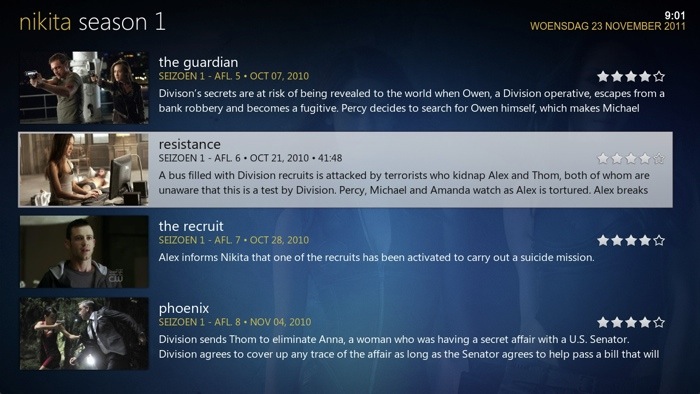 nikita season 1
9:01
WOENSDAG 23 NOVEMBER 2011
the guardian
SEIZOEN 1 - AFL. 5 • OCT 07, 2010
Divison's secrets are at risk of being revealed to the world when Owen, a Division operative, escapes from a
bank robbery and becomes a fugitive. Percy decides to search for Owen himself, which makes Michael
resistance
SEIZOEN 1 - AFL. 6 • OCT 21, 2010 • 41:48
A bus filled with Division recruits is attacked by terrorists who kidnap Alex and Thom, both of whom are
unaware that this is a test by Division. Percy, Michael and Amanda watch as Alex is tortured. Alex breaks
the recruit
SEIZOEN 1 - AFL. 7 • OCT 28, 2010
Alex informs Nikita that one of the recruits has been activated to carry out a suicide mission.
CW
phoenix
SEIZOEN 1 - AFL. 8 • NOV 04, 2010
Division sends Thom to eliminate Anna, a woman who was having a secret affair with a U.S. Senator.
Division agrees to cover up any trace of the affair as long as the Senator agrees to help pass a bill that will